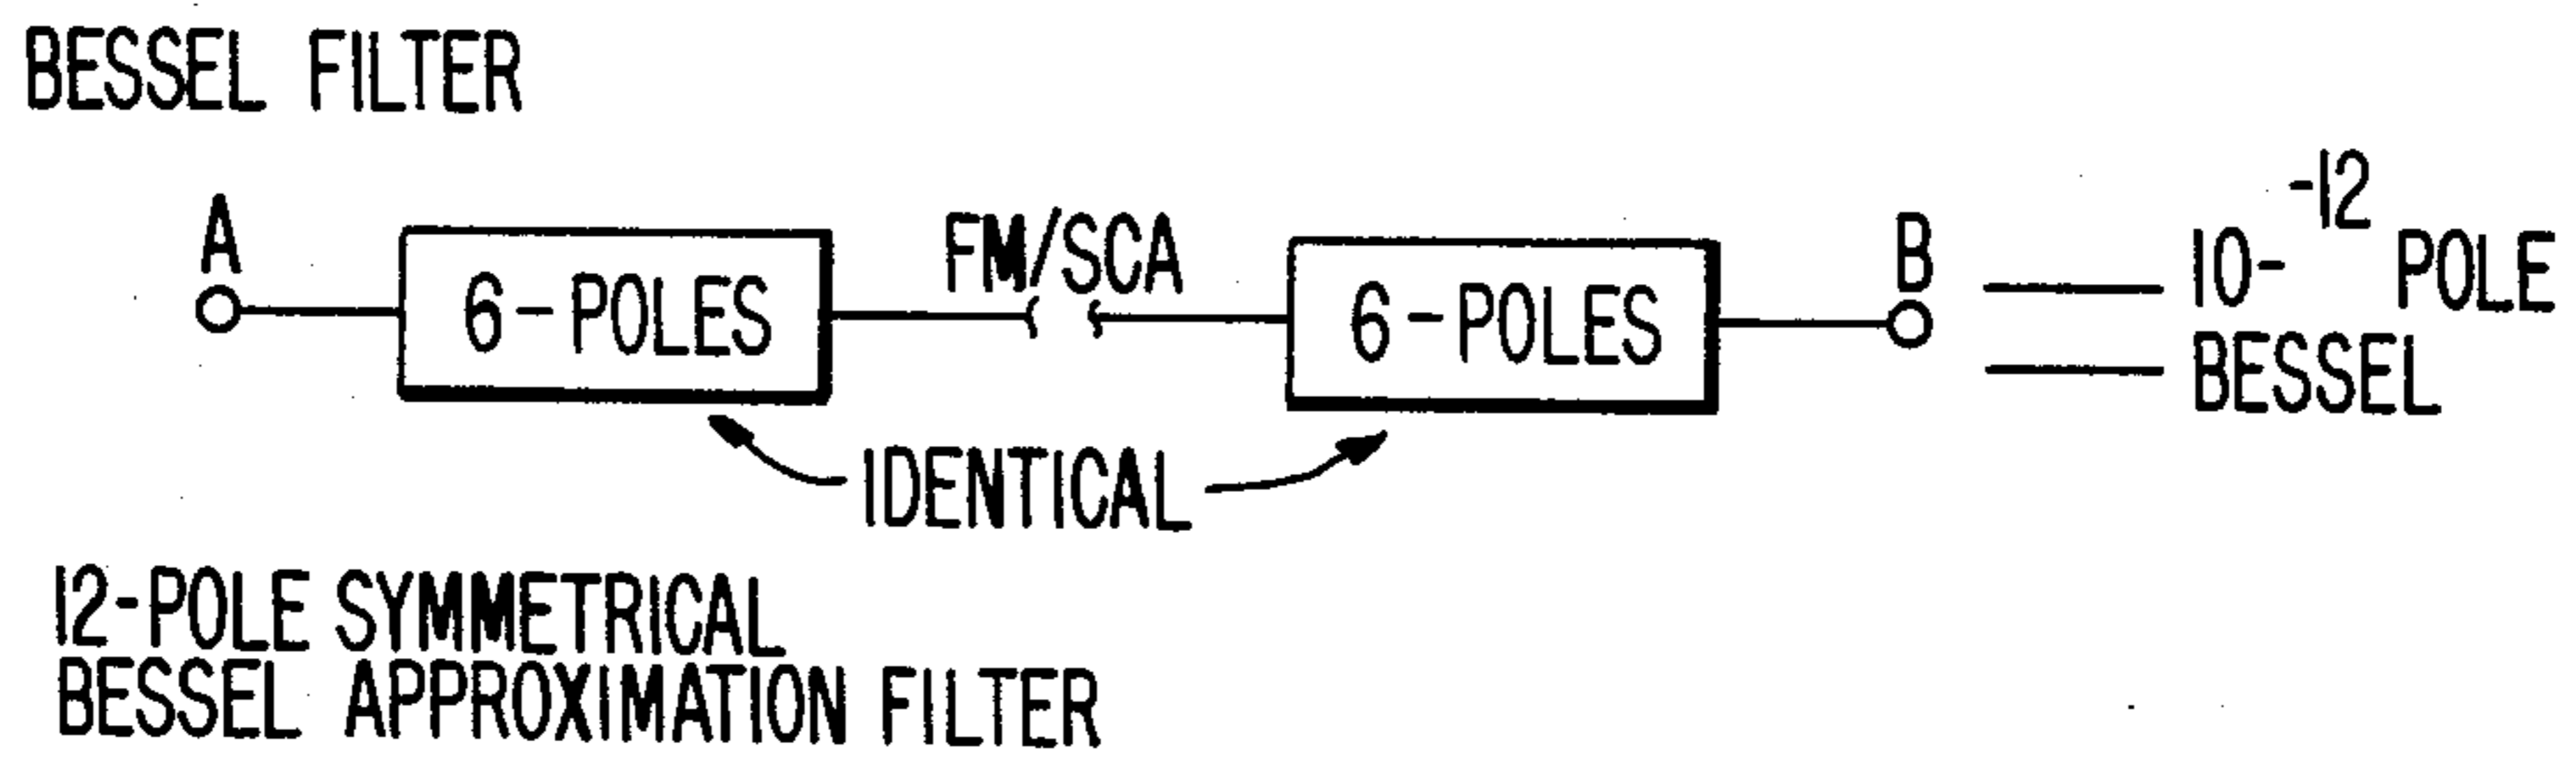 BESSEL FILTER
A
6-POLES
FM/SCA
6-POLES
B
10-12 POLE
BESSEL
IDENTICAL
12-POLE SYMMETRICAL
BESSEL APPROXIMATION FILTER